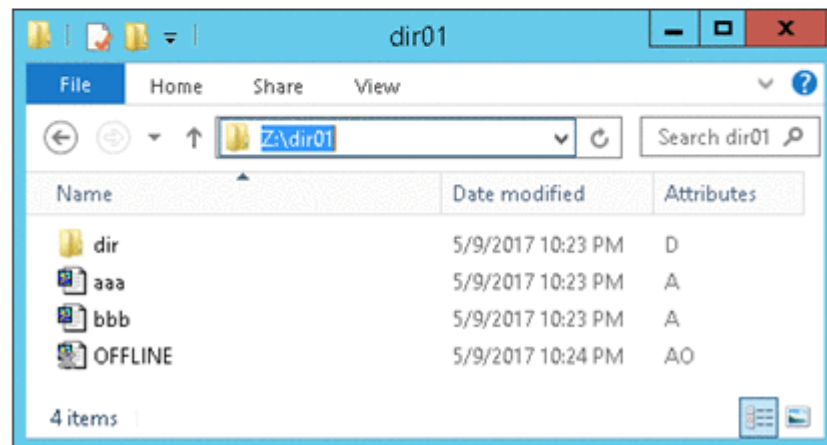 dir01
File Home Share View
Z:\dir01 Search dir01
Name Date modified Attributes
dir 5/9/2017 10:23 PM D
aaa 5/9/2017 10:23 PM A
bbb 5/9/2017 10:23 PM A
OFFLINE 5/9/2017 10:24 PM AO
4 items